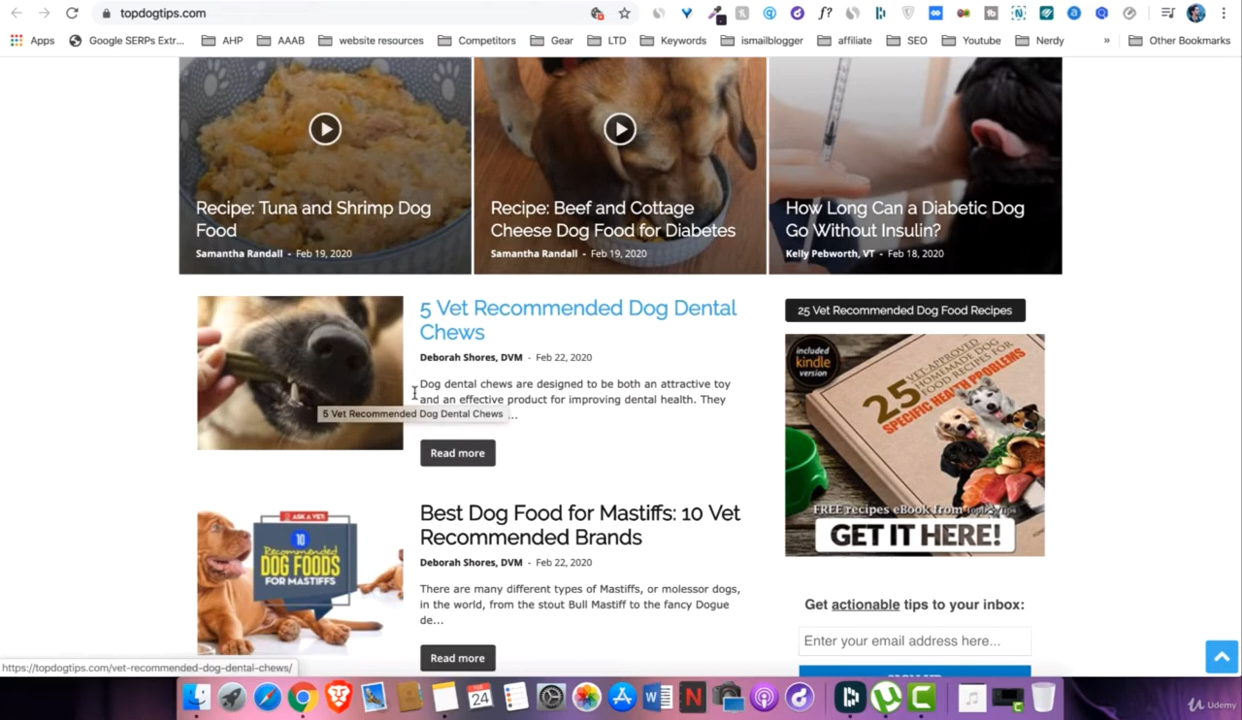 topdogtips.com
Apps
Google SERPs Extr...
AHP
AAAB
website resources
Competitors
Gear
LTD
Keywords
ismailblogger
affiliate
SEO
Youtube
Nerdy
»
Other Bookmarks
Recipe: Tuna and Shrimp Dog
Food
Samantha Randall - Feb 19, 2020
Recipe: Beef and Cottage
Cheese Dog Food for Diabetes
Samantha Randall - Feb 19, 2020
How Long Can a Diabetic Dog
Go Without Insulin?
Kelly Pebworth, VT - Feb 18, 2020
5 Vet Recommended Dog Dental
Chews
Deborah Shores, DVM - Feb 22, 2020
Dog dental chews are designed to be both an attractive toy
and an effective product for improving dental health. They
...
5 Vet Recommended Dog Dental Chews
Read more
ASK A VET:
10
Recommended
DOG FOODS
FOR MASTIFFS
Best Dog Food for Mastiffs: 10 Vet
Recommended Brands
Deborah Shores, DVM - Feb 22, 2020
There are many different types of Mastiffs, or molessor dogs,
in the world, from the stout Bull Mastiff to the fancy Dogue
de...
Read more
25 Vet Recommended Dog Food Recipes
included
kindle
version
25
VET-APPROVED
HOMEMADE DOG
FOOD RECIPES FOR
SPECIFIC HEALTH PROBLEMS
FREE recipes eBook from topdogtips
GET IT HERE!
Get actionable tips to your inbox:
Enter your email address here...
https://topdogtips.com/vet-recommended-dog-dental-chews/
24
Udemy